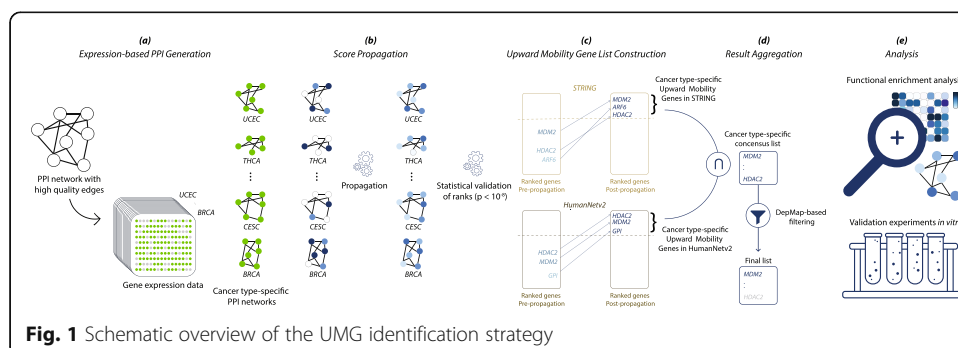 (a)
Expression-based PPI Generation
PPI network with
high quality edges
UCEC
BRCA
Gene expression data
(b)
Score Propagation
UCEC
THCA
⋮
CESC
BRCA
Cancer type-specific
PPI networks
UCEC
THCA
⋮
CESC
BRCA
Propagation
UCEC
THCA
⋮
CESC
BRCA
Statistical validation
of ranks (p < 10⁻⁶)
(c)
Upward Mobility Gene List Construction
STRING
MDM2
HDAC2
ARF6
MDM2
ARF6
HDAC2
Ranked genes
Pre-propagation
Ranked genes
Post-propagation
Cancer type-specific
Upward Mobility
Genes in STRING
HumanNetv2
HDAC2
MDM2
GPI
HDAC2
MDM2
GPI
Ranked genes
Pre-propagation
Ranked genes
Post-propagation
Cancer type-specific
Upward Mobility
Genes in HumanNetv2
(d)
Result Aggregation
∩
Cancer type-specific
concensus list
MDM2
:
HDAC2
DepMap-based
filtering
Final list
MDM2
:
HDAC2
(e)
Analysis
Functional enrichment analysis
+
Validation experiments in vitro
Fig. 1 Schematic overview of the UMG identification strategy